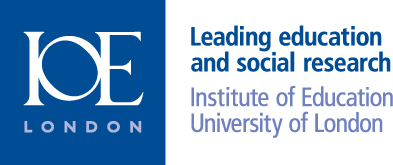 IOE
LONDON
Leading education
and social research
Institute of Education
University of London